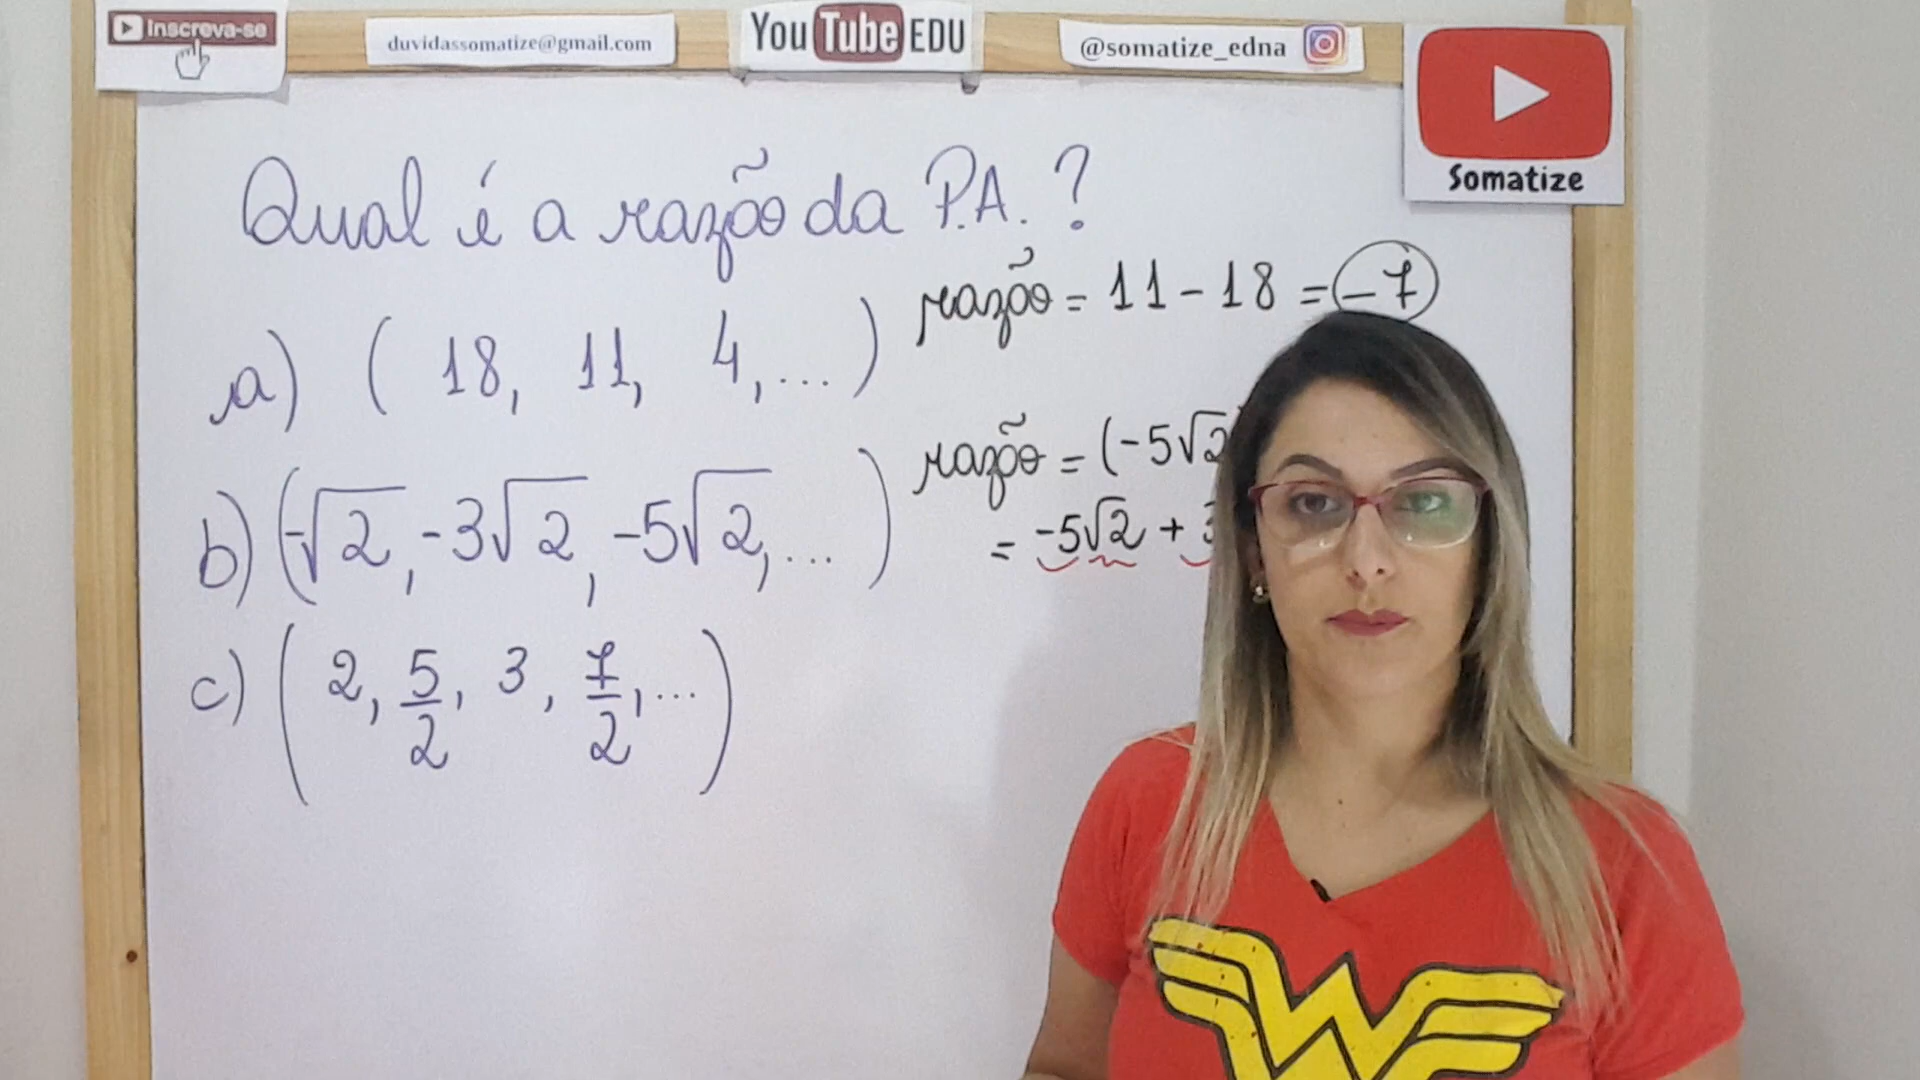 Inscreva-se
duvidassomatize@gmail.com
YouTube EDU
@somatize_edna
Somatize
Qual é a razão da P.A. ?
a) ( 18, 11, 4, ... )
razão = 11 - 18 = -7
b) (-√2, -3√2, -5√2, ... )
razão = (-5√2
= -5√2 + 3
c) ( 2, 5/2, 3, 7/2, ... )